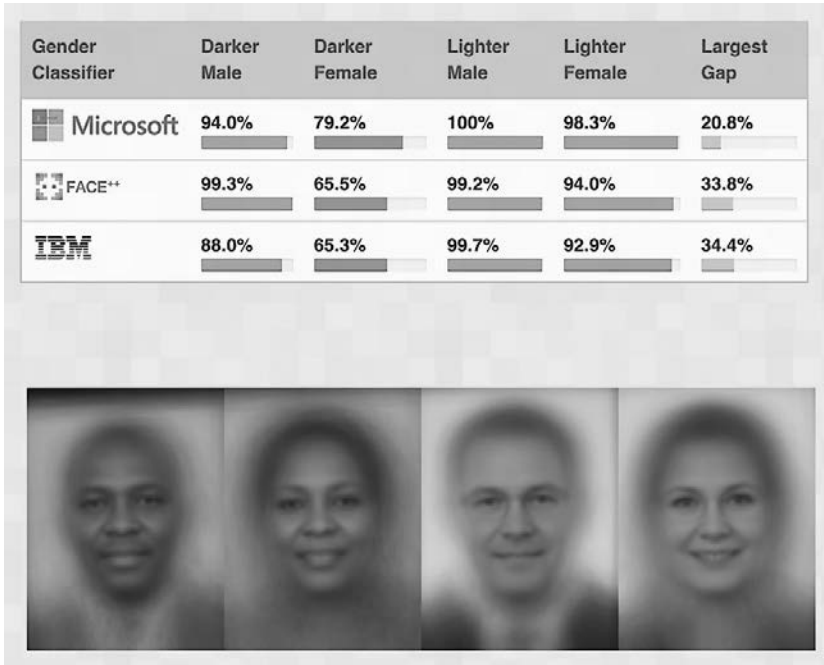 Gender Classifier Darker Male Darker Female Lighter Male Lighter Female Largest Gap
Microsoft 94.0% 79.2% 100% 98.3% 20.8%
FACE++ 99.3% 65.5% 99.2% 94.0% 33.8%
IBM 88.0% 65.3% 99.7% 92.9% 34.4%